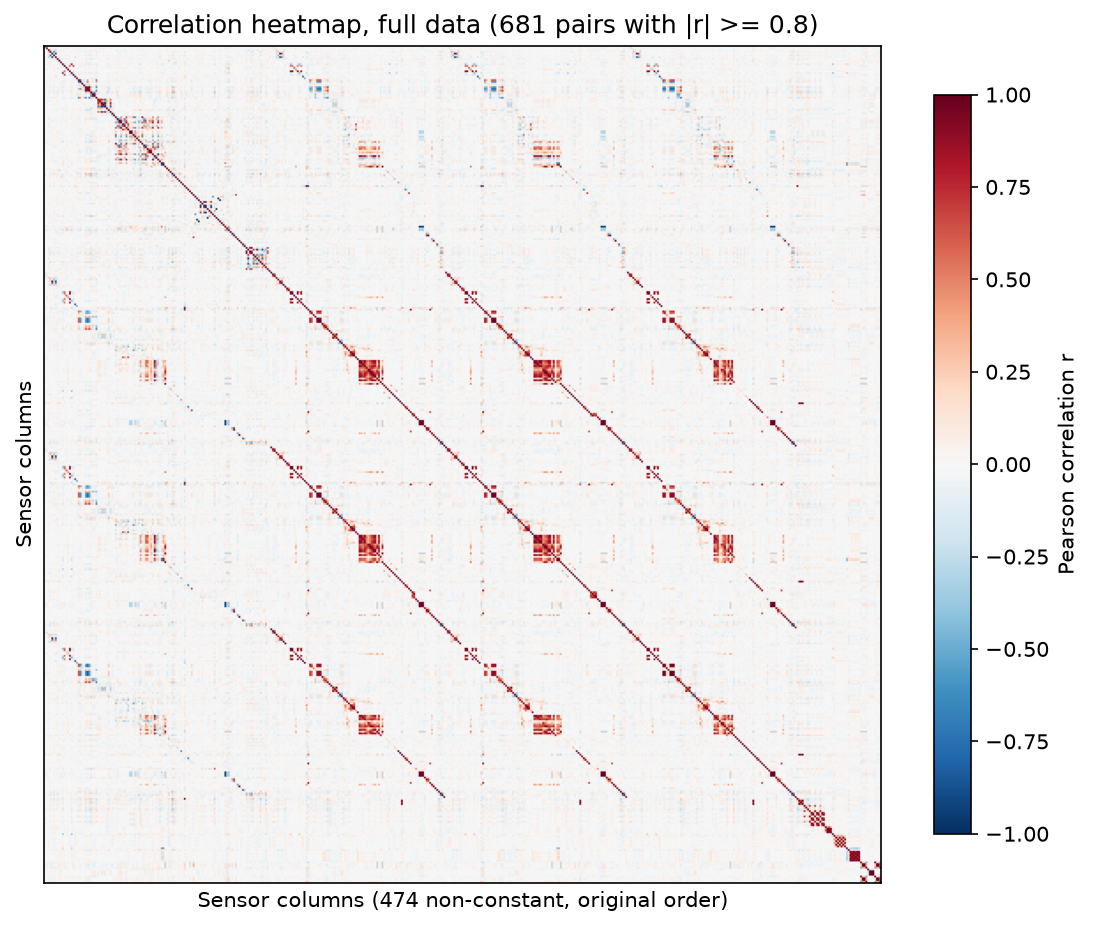 Correlation heatmap, full data (681 pairs with |r| >= 0.8)
Sensor columns
Sensor columns (474 non-constant, original order)
1.00
0.75
0.50
0.25
0.00
−0.25
−0.50
−0.75
−1.00
Pearson correlation r